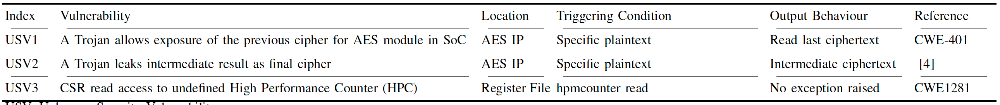 Index Vulnerability Location Triggering Condition Output Behaviour Reference
USV1 A Trojan allows exposure of the previous cipher for AES module in SoC AES IP Specific plaintext Read last ciphertext CWE-401
USV2 A Trojan leaks intermediate result as final cipher AES IP Specific plaintext Intermediate ciphertext [4]
USV3 CSR read access to undefined High Performance Counter (HPC) Register File hpmcounter read No exception raised CWE1281